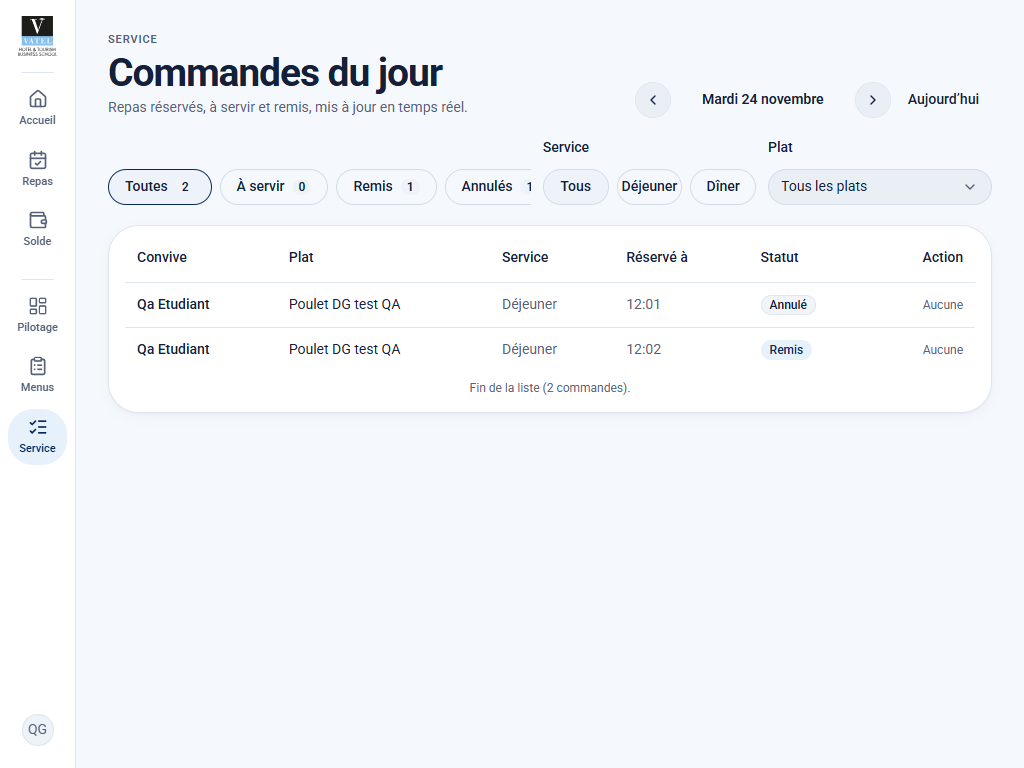 V
VATEL
HOTEL & TOURISM
BUSINESS SCHOOL
Accueil
Repas
Solde
Pilotage
Menus
Service
QG
SERVICE
Commandes du jour
Repas réservés, à servir et remis, mis à jour en temps réel.
Mardi 24 novembre
Aujourd’hui
Service
Plat
Toutes 2
À servir 0
Remis 1
Annulés 1
Tous
Déjeuner
Dîner
Tous les plats
Convive Plat Service Réservé à Statut Action
Qa Etudiant Poulet DG test QA Déjeuner 12:01 Annulé Aucune
Qa Etudiant Poulet DG test QA Déjeuner 12:02 Remis Aucune
Fin de la liste (2 commandes).